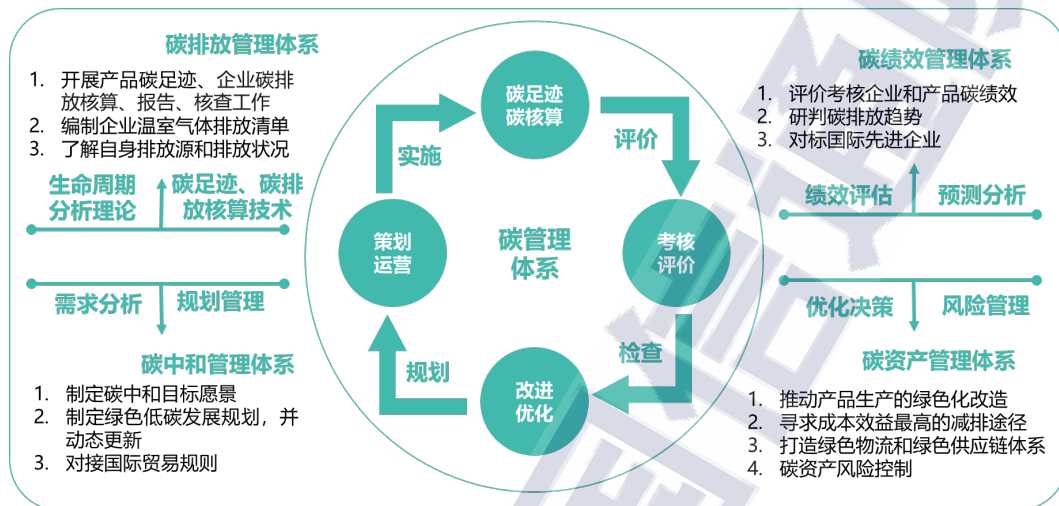 碳排放管理体系
1. 开展产品碳足迹、企业碳排
放核算、报告、核查工作
2. 编制企业温室气体排放清单
3. 了解自身排放源和排放状况
生命周期
分析理论
碳足迹、碳排
放核算技术
需求分析
规划管理
碳中和管理体系
1. 制定碳中和目标愿景
2. 制定绿色低碳发展规划，并
动态更新
3. 对接国际贸易规则
碳足迹
碳核算
实施
评价
策划
运营
碳管理
体系
考核
评价
规划
检查
改进
优化
碳绩效管理体系
1. 评价考核企业和产品碳绩效
2. 研判碳排放趋势
3. 对标国际先进企业
绩效评估
预测分析
优化决策
风险管理
碳资产管理体系
1. 推动产品生产的绿色化改造
2. 寻求成本效益最高的减排途径
3. 打造绿色物流和绿色供应链体系
4. 碳资产风险控制